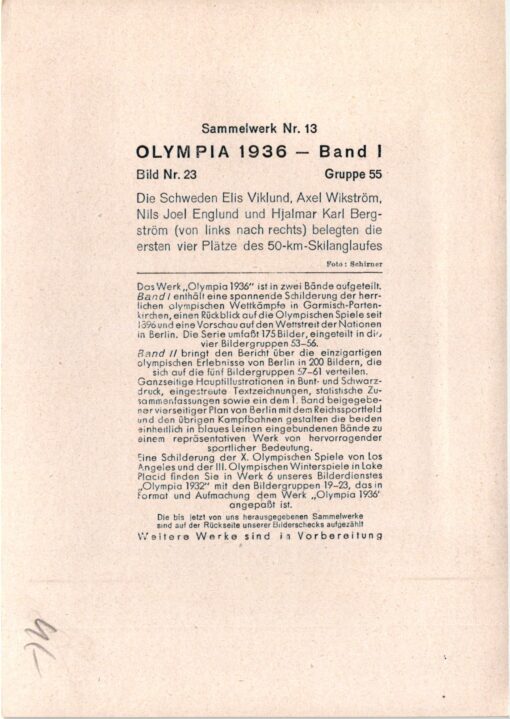 Sammelwerk Nr. 13
OLYMPIA 1936 — Band I
Bild Nr. 23 Gruppe 55
Die Schweden Elis Viklund, Axel Wikström,
Nils Joel Englund und Hjalmar Karl Berg-
ström (von links nach rechts) belegten die
ersten vier Plätze des 50-km-Skilanglaufes
Foto: Schirner
Das Werk „Olympia 1936" ist in zwei Bände aufgeteilt.
Band I enthält eine spannende Schilderung der herr-
lichen olympischen Wettkämpfe in Garmisch-Parten-
kirchen, einen Rückblick auf die Olympischen Spiele seit
1896 und eine Vorschau auf den Wettstreit der Nationen
in Berlin. Die Serie umfaßt 175 Bilder, eingeteilt in die
vier Bildergruppen 53–56.
Band II bringt den Bericht über die einzigartigen
olympischen Erlebnisse von Berlin in 200 Bildern, die
sich auf die fünf Bildergruppen 57–61 verteilen.
Ganzseitige Hauptillustrationen in Bunt- und Schwarz-
druck, eingestreute Textzeichnungen, statistische Zu-
sammenfassungen sowie ein dem I. Band beigegebe-
ner vierseitiger Plan von Berlin mit dem Reichssportfeld
und den übrigen Kampfbahnen gestalten die beiden
einheitlich in blaues Leinen eingebundenen Bände zu
einem repräsentativen Werk von hervorragender
sportlicher Bedeutung.
Eine Schilderung der X. Olympischen Spiele von Los
Angeles und der III. Olympischen Winterspiele in Lake
Placid finden Sie in Werk 6 unseres Bilderdienstes
„Olympia 1932" mit den Bildergruppen 19–23, das in
Format und Aufmachung dem Werk „Olympia 1936"
angepaßt ist.
Die bis jetzt von uns herausgegebenen Sammelwerke
sind auf der Rückseite unserer Bilderschecks aufgezählt
Weitere Werke sind in Vorbereitung